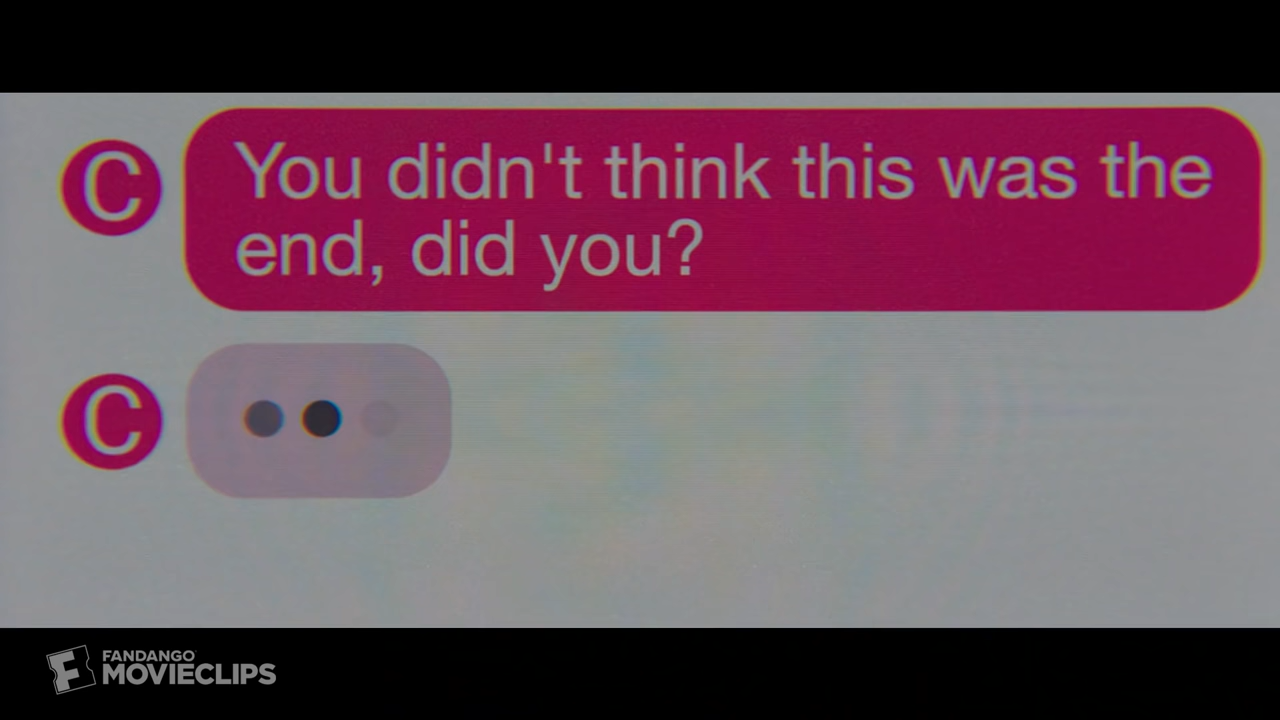 C
You didn't think this was the
end, did you?
C
FANDANGO
MOVIECLIPS